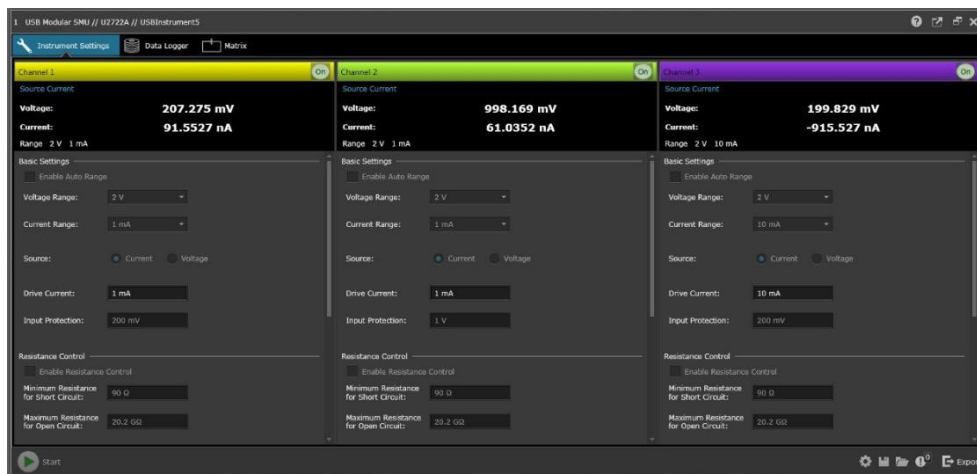 1 USB Modular SMU // U2722A // USBInstrument5
Instrument Settings Data Logger Matrix
Channel 1 On
Source Current
Voltage: 207.275 mV
Current: 91.5527 nA
Range 2 V 1 mA
Basic Settings
Enable Auto Range
Voltage Range: 2 V
Current Range: 1 mA
Source: Current Voltage
Drive Current: 1 mA
Input Protection: 200 mV
Resistance Control
Enable Resistance Control
Minimum Resistance
for Short Circuit: 90 Ω
Maximum Resistance
for Open Circuit: 20.2 GΩ
Channel 2 On
Source Current
Voltage: 998.169 mV
Current: 61.0352 nA
Range 2 V 1 mA
Basic Settings
Enable Auto Range
Voltage Range: 2 V
Current Range: 1 mA
Source: Current Voltage
Drive Current: 1 mA
Input Protection: 1 V
Resistance Control
Enable Resistance Control
Minimum Resistance
for Short Circuit: 90 Ω
Maximum Resistance
for Open Circuit: 20.2 GΩ
Channel 3 On
Source Current
Voltage: 199.829 mV
Current: -915.527 nA
Range 2 V 10 mA
Basic Settings
Enable Auto Range
Voltage Range: 2 V
Current Range: 10 mA
Source: Current Voltage
Drive Current: 10 mA
Input Protection: 200 mV
Resistance Control
Enable Resistance Control
Minimum Resistance
for Short Circuit: 90 Ω
Maximum Resistance
for Open Circuit: 20.2 GΩ
Start 0 Expor